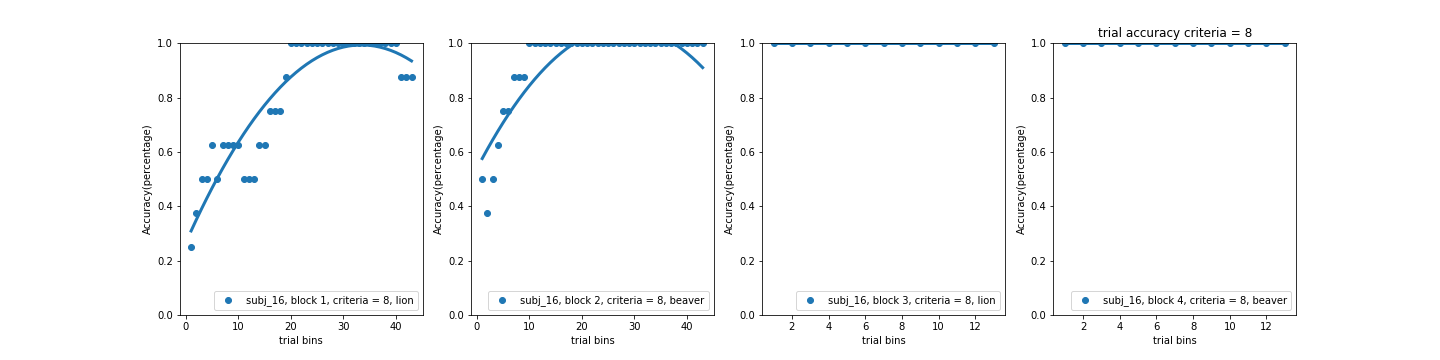 trial accuracy criteria = 8
1.0
0.8
0.6
0.4
0.2
0.0
Accuracy(percentage)
0 10 20 30 40
trial bins
subj_16, block 1, criteria = 8, lion
1.0
0.8
0.6
0.4
0.2
0.0
Accuracy(percentage)
0 10 20 30 40
trial bins
subj_16, block 2, criteria = 8, beaver
1.0
0.8
0.6
0.4
0.2
0.0
Accuracy(percentage)
2 4 6 8 10 12
trial bins
subj_16, block 3, criteria = 8, lion
1.0
0.8
0.6
0.4
0.2
0.0
Accuracy(percentage)
2 4 6 8 10 12
trial bins
subj_16, block 4, criteria = 8, beaver